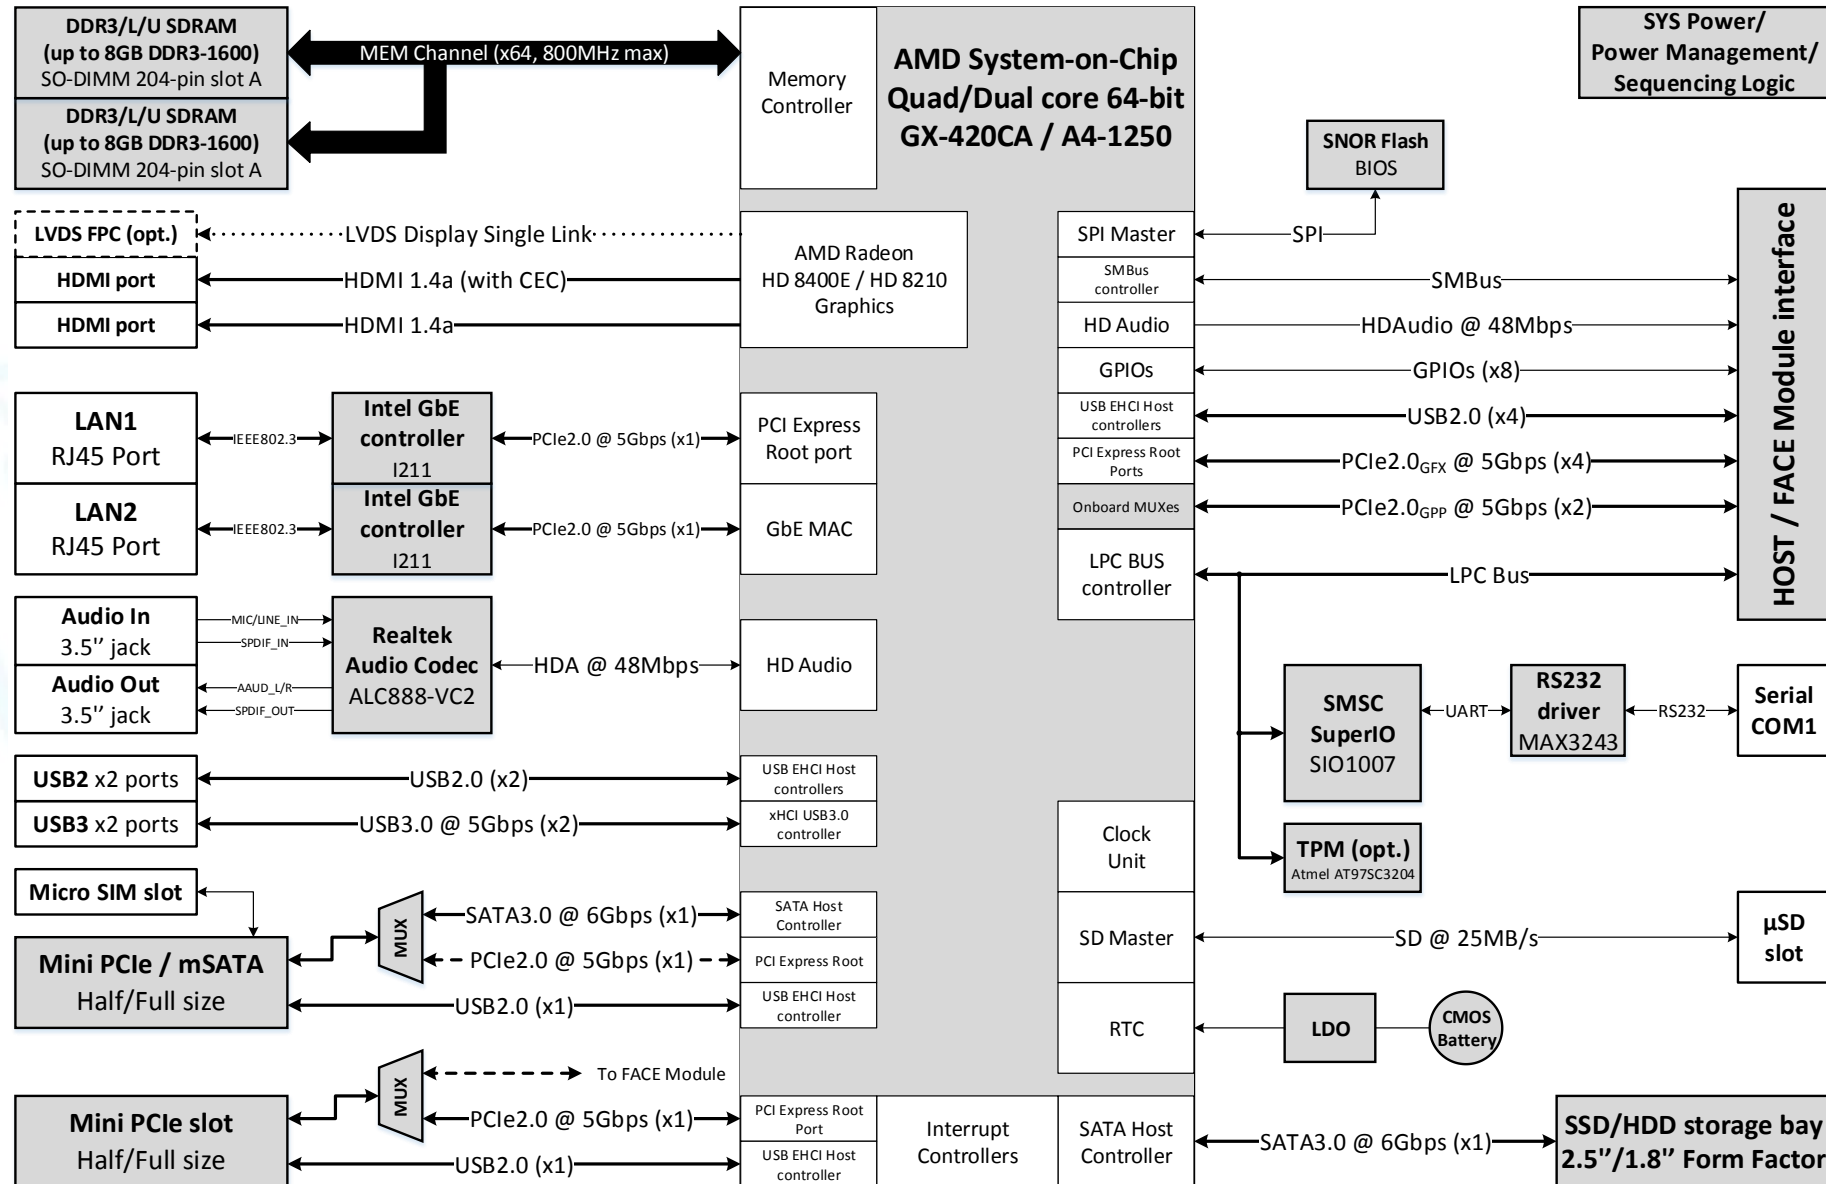 DDR3/L/U SDRAM
(up to 8GB DDR3-1600)
SO-DIMM 204-pin slot A
DDR3/L/U SDRAM
(up to 8GB DDR3-1600)
SO-DIMM 204-pin slot A
MEM Channel (x64, 800MHz max)
Memory
Controller
AMD System-on-Chip
Quad/Dual core 64-bit
GX-420CA / A4-1250
SYS Power/
Power Management/
Sequencing Logic
SNOR Flash
BIOS
LVDS FPC (opt.)
LVDS Display Single Link
HDMI port
HDMI 1.4a (with CEC)
HDMI port
HDMI 1.4a
AMD Radeon
HD 8400E / HD 8210
Graphics
SPI Master
SPI
SMBus
controller
SMBus
HD Audio
HDAudio @ 48Mbps
GPIOs
GPIOs (x8)
USB EHCI Host
controllers
USB2.0 (x4)
PCI Express Root
Ports
PCIe2.0GFX @ 5Gbps (x4)
Onboard MUXes
PCIe2.0GPP @ 5Gbps (x2)
LPC BUS
controller
LPC Bus
HOST / FACE Module interface
LAN1
RJ45 Port
IEEE802.3
Intel GbE
controller
I211
PCIe2.0 @ 5Gbps (x1)
PCI Express
Root port
LAN2
RJ45 Port
IEEE802.3
Intel GbE
controller
I211
PCIe2.0 @ 5Gbps (x1)
GbE MAC
Audio In
3.5'' jack
MIC/LINE_IN
SPDIF_IN
Audio Out
3.5'' jack
AAUD_L/R
SPDIF_OUT
Realtek
Audio Codec
ALC888-VC2
HDA @ 48Mbps
HD Audio
SMSC
SuperIO
SIO1007
UART
RS232
driver
MAX3243
RS232
Serial
COM1
USB2 x2 ports
USB2.0 (x2)
USB EHCI Host
controllers
USB3 x2 ports
USB3.0 @ 5Gbps (x2)
xHCI USB3.0
controller
Clock
Unit
TPM (opt.)
Atmel AT97SC3204
Micro SIM slot
Mini PCIe / mSATA
Half/Full size
MUX
SATA3.0 @ 6Gbps (x1)
SATA Host
Controller
PCIe2.0 @ 5Gbps (x1)
PCI Express Root
USB2.0 (x1)
USB EHCI Host
controller
SD Master
SD @ 25MB/s
µSD
slot
RTC
LDO
CMOS
Battery
Mini PCIe slot
Half/Full size
MUX
To FACE Module
PCIe2.0 @ 5Gbps (x1)
PCI Express Root
Port
USB2.0 (x1)
USB EHCI Host
controller
Interrupt
Controllers
SATA Host
Controller
SATA3.0 @ 6Gbps (x1)
SSD/HDD storage bay
2.5''/1.8'' Form Factor